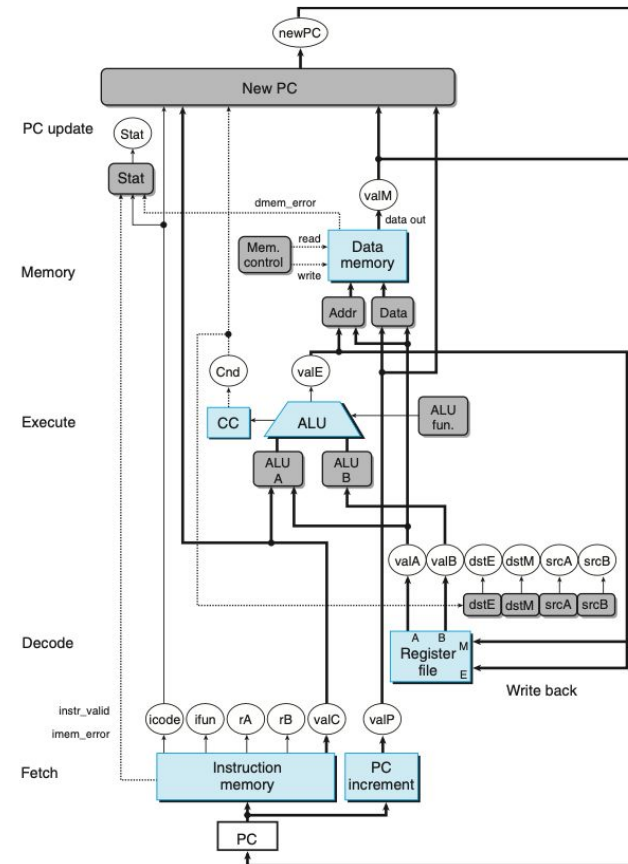 newPC
New PC
PC update
Stat
Stat
valM
dmem_error
data out
read
Mem.
control
Data
memory
write
Memory
Addr
Data
Cnd
valE
Execute
CC
ALU
ALU
fun.
ALU
A
ALU
B
valA
valB
dstE
dstM
srcA
srcB
dstE
dstM
srcA
srcB
Decode
A
B
M
Register
file
E
Write back
instr_valid
imem_error
icode
ifun
rA
rB
valC
valP
Fetch
Instruction
memory
PC
increment
PC